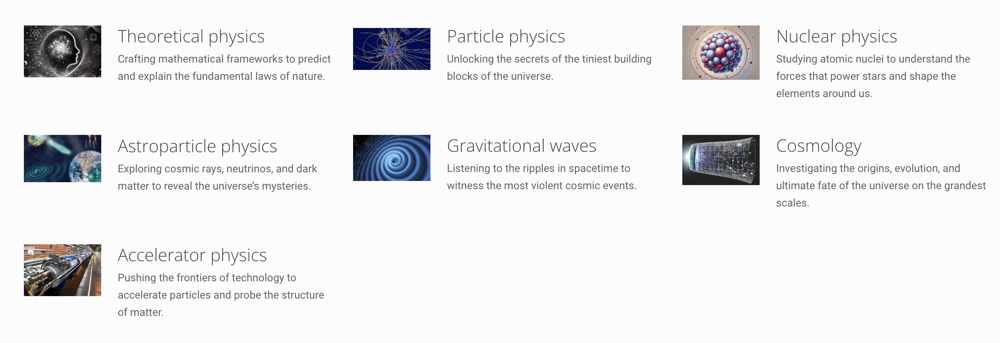 Theoretical physics
Crafting mathematical frameworks to predict
and explain the fundamental laws of nature.
Particle physics
Unlocking the secrets of the tiniest building
blocks of the universe.
Nuclear physics
Studying atomic nuclei to understand the
forces that power stars and shape the
elements around us.
Astroparticle physics
Exploring cosmic rays, neutrinos, and dark
matter to reveal the universe’s mysteries.
Gravitational waves
Listening to the ripples in spacetime to
witness the most violent cosmic events.
Cosmology
Investigating the origins, evolution, and
ultimate fate of the universe on the grandest
scales.
Accelerator physics
Pushing the frontiers of technology to
accelerate particles and probe the structure
of matter.